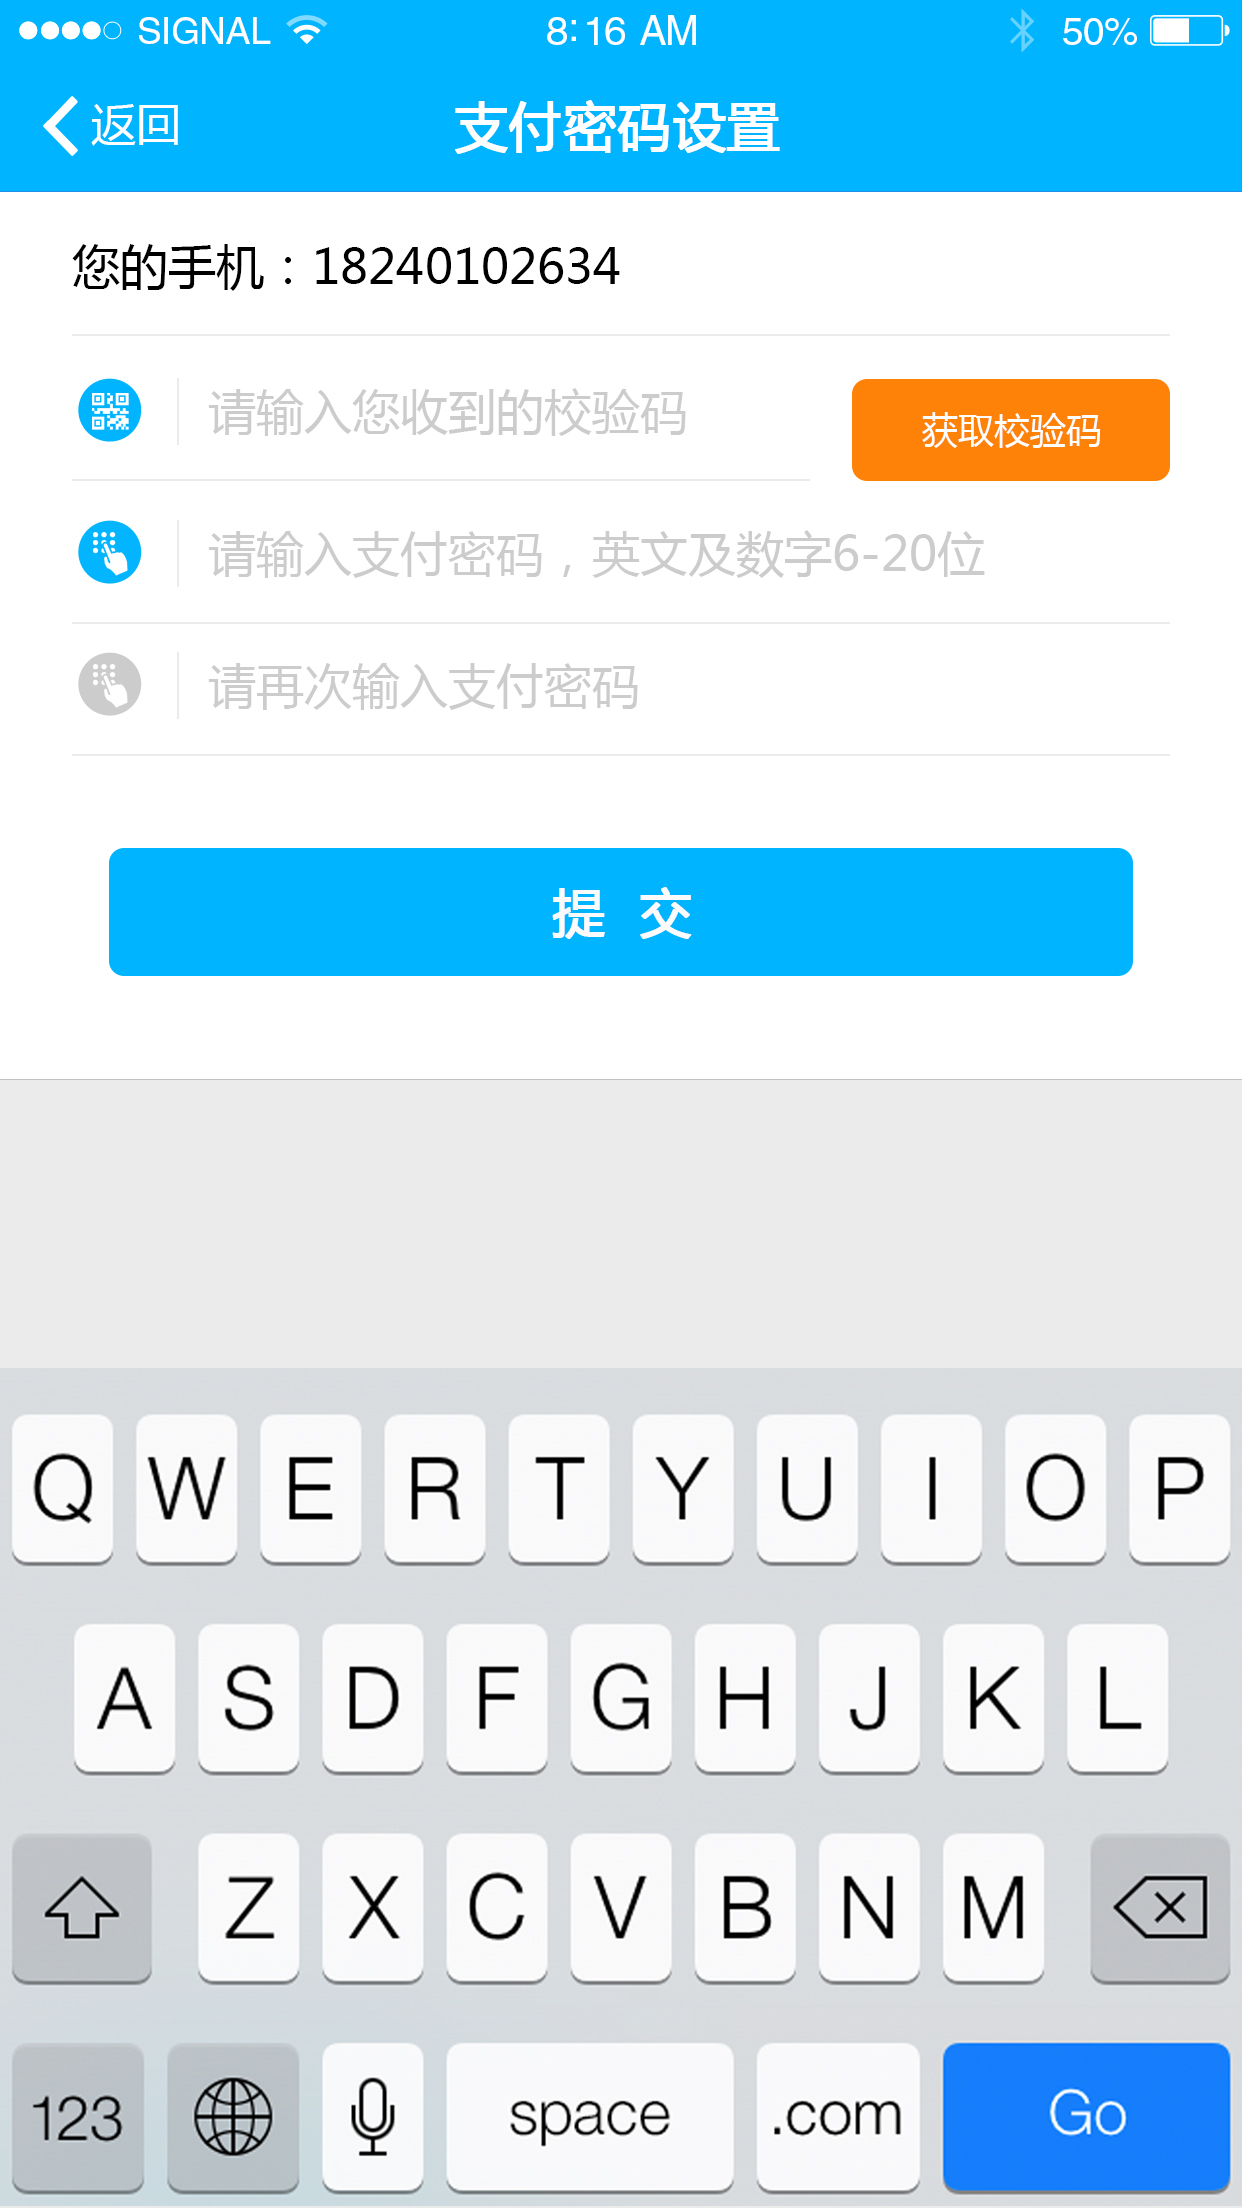 SIGNAL 8:16 AM 50%
返回 支付密码设置
您的手机：18240102634
请输入您收到的校验码 获取校验码
请输入支付密码，英文及数字6-20位
请再次输入支付密码
提 交
Q W E R T Y U I O P
A S D F G H J K L
Z X C V B N M
123 space .com Go